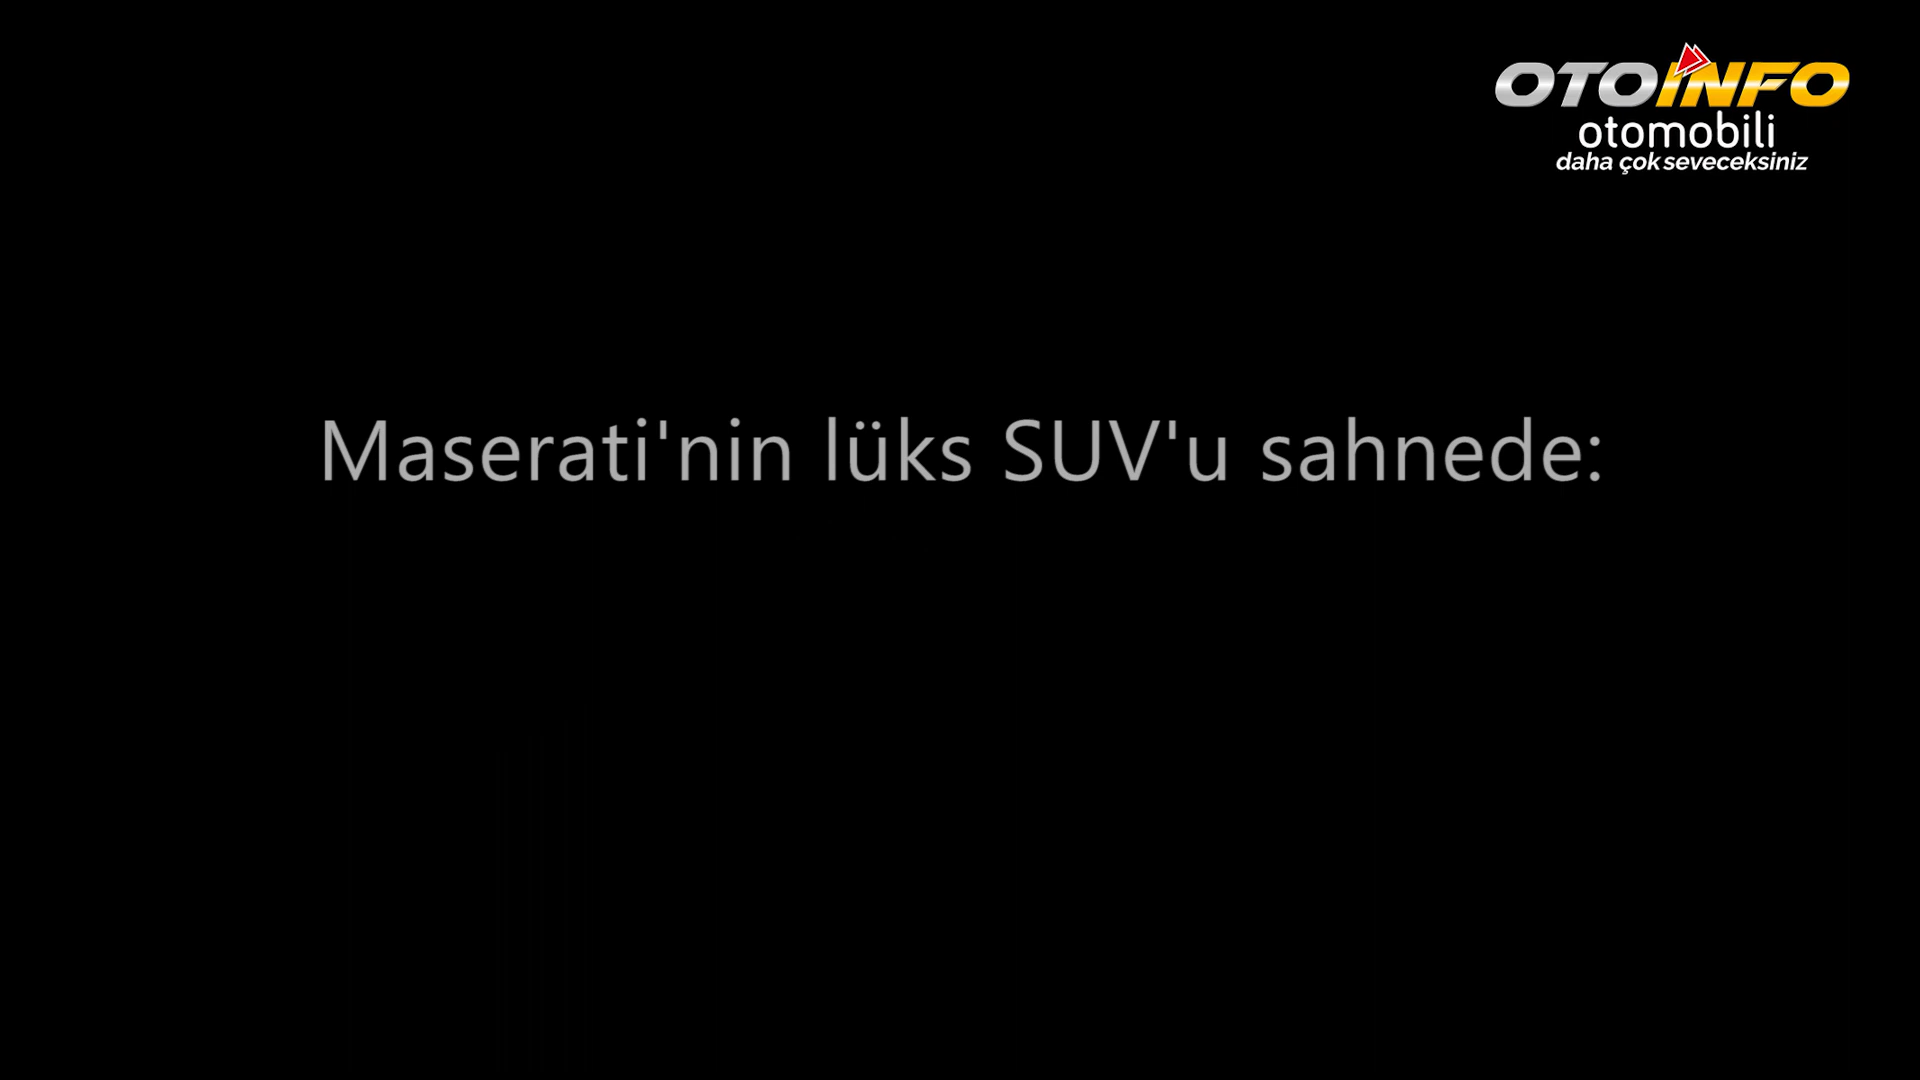 OTOINFO
otomobili
daha çok seveceksiniz
Maserati'nin lüks SUV'u sahnede: